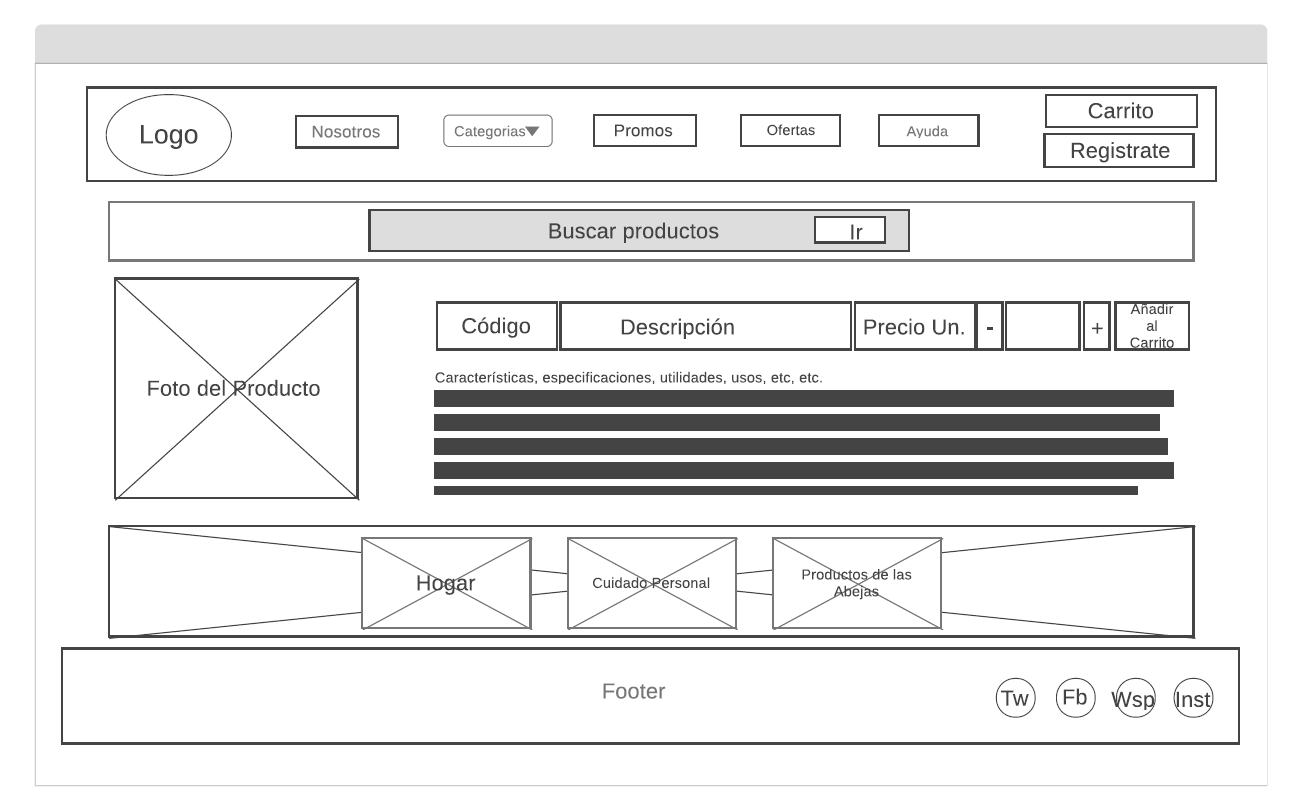 Logo
Nosotros
Categorias
Promos
Ofertas
Ayuda
Carrito
Registrate
Buscar productos
Ir
Foto del Producto
Código
Descripción
Precio Un.
-
+
Añadir
al
Carrito
Características, especificaciones, utilidades, usos, etc, etc.
Hogar
Cuidado Personal
Productos de las
Abejas
Footer
Tw
Fb
Wsp
Inst